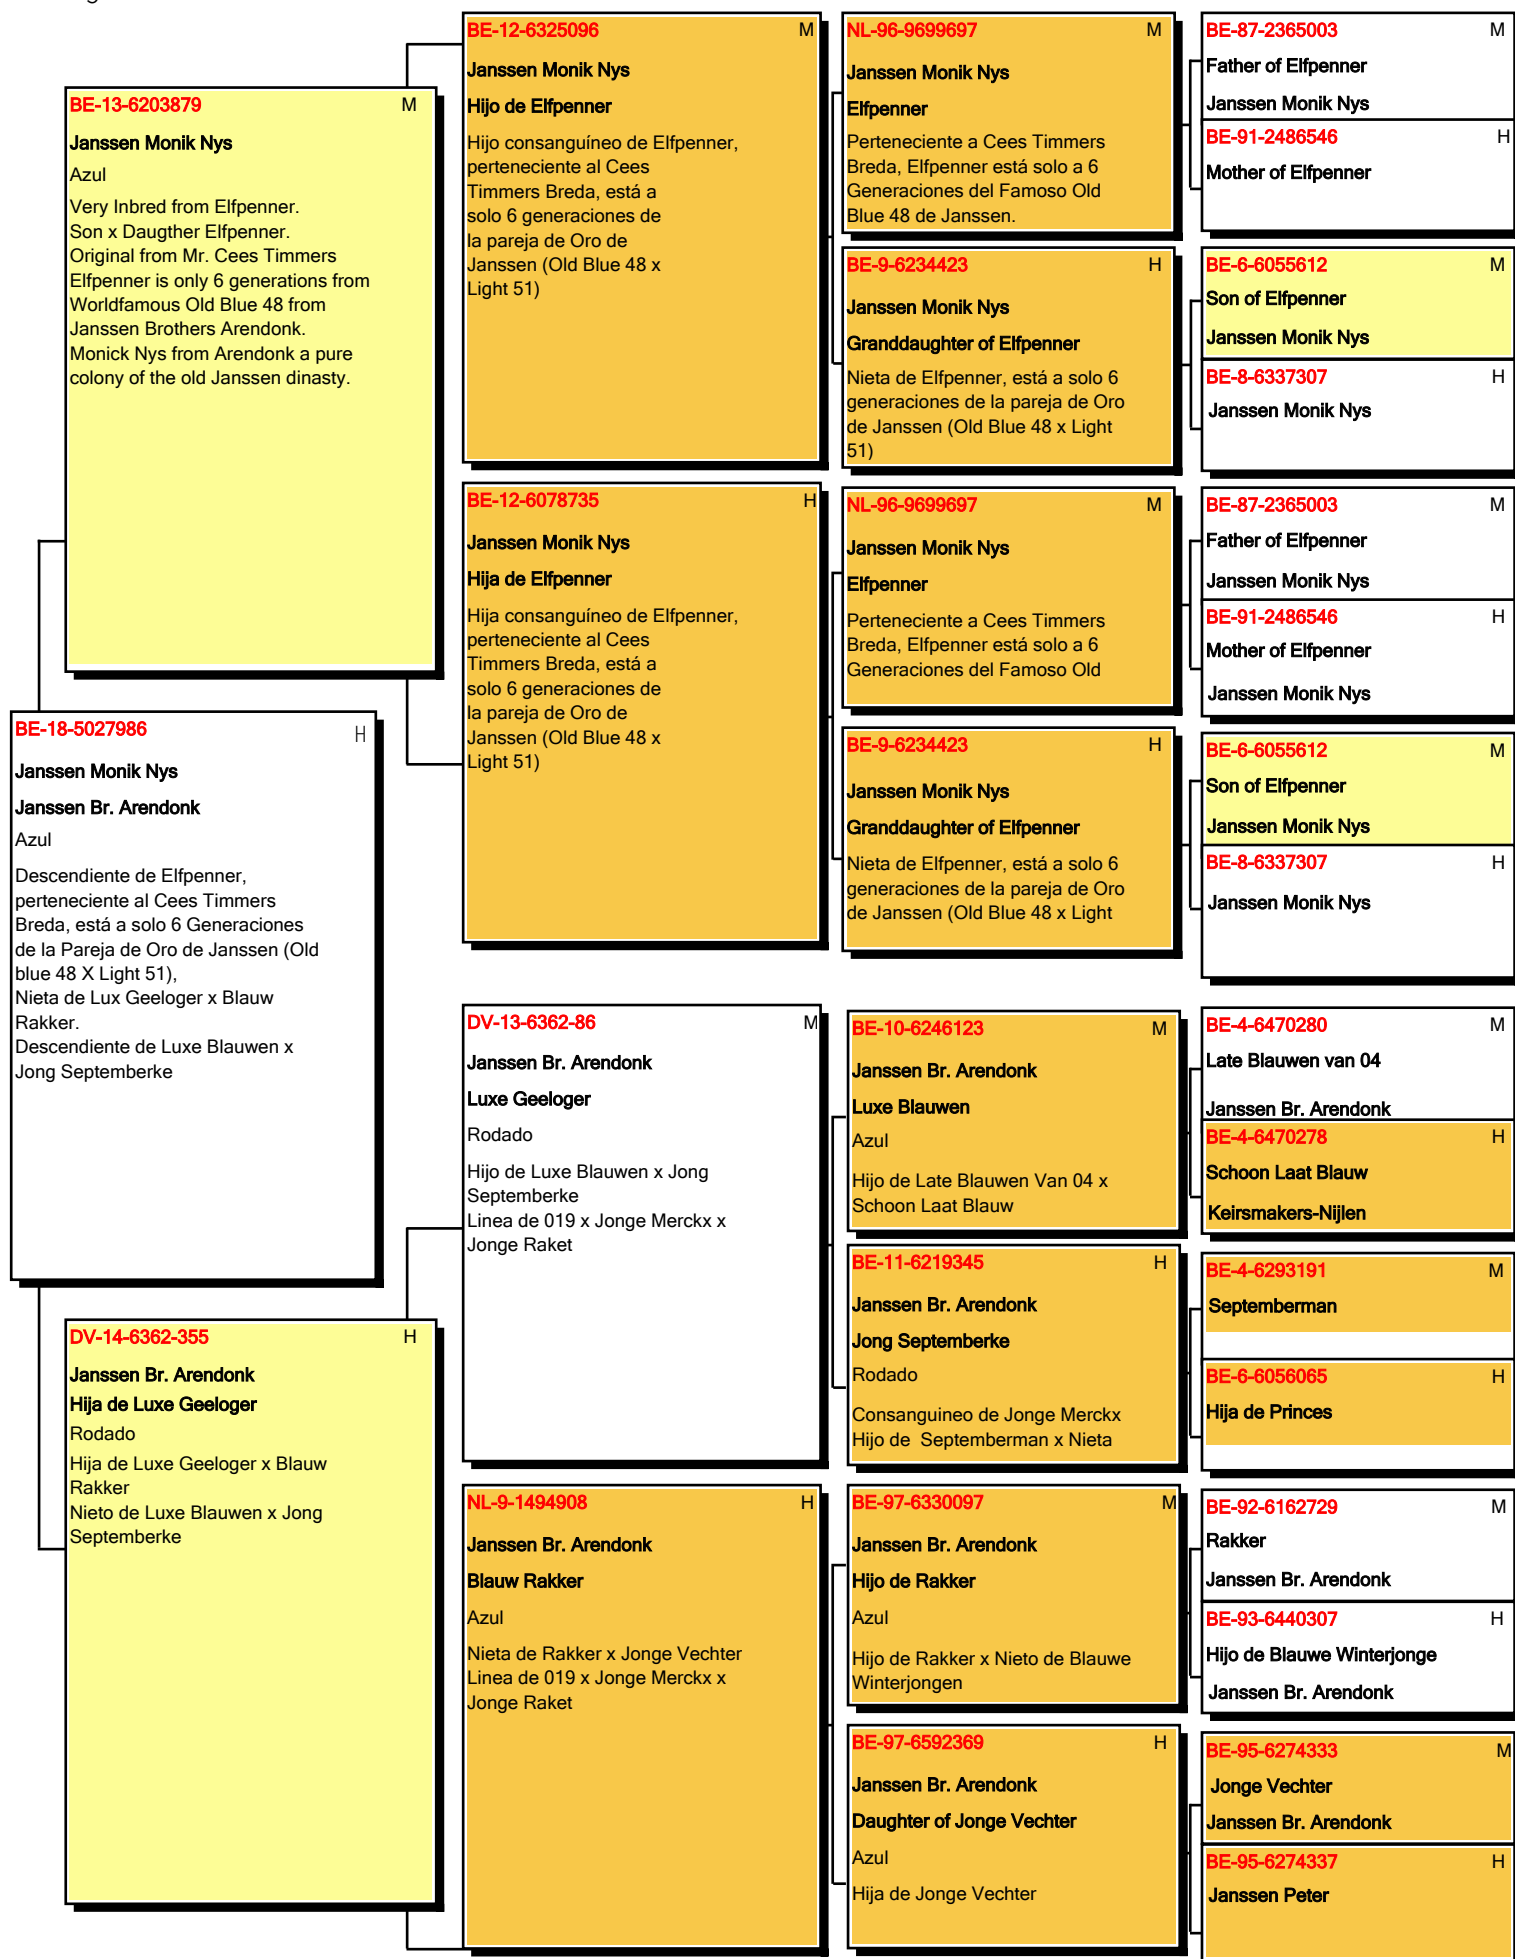 BE-18-5027986 H
Janssen Monik Nys
Janssen Br. Arendonk
Azul
Descendiente de Elfpenner,
perteneciente al Cees Timmers
Breda, está a solo 6 Generaciones
de la Pareja de Oro de Janssen (Old
blue 48 X Light 51),
Nieta de Lux Geeloger x Blauw
Rakker.
Descendiente de Luxe Blauwen x
Jong Septemberke
BE-13-6203879 M
Janssen Monik Nys
Azul
Very Inbred from Elfpenner.
Son x Daugther Elfpenner.
Original from Mr. Cees Timmers
Elfpenner is only 6 generations from
Worldfamous Old Blue 48 from
Janssen Brothers Arendonk.
Monick Nys from Arendonk a pure
colony of the old Janssen dinasty.
DV-14-6362-355 H
Janssen Br. Arendonk
Hija de Luxe Geeloger
Rodado
Hija de Luxe Geeloger x Blauw
Rakker
Nieto de Luxe Blauwen x Jong
Septemberke
BE-12-6325096 M
Janssen Monik Nys
Hijo de Elfpenner
Hijo consanguíneo de Elfpenner,
perteneciente al Cees
Timmers Breda, está a
solo 6 generaciones de
la pareja de Oro de
Janssen (Old Blue 48 x
Light 51)
BE-12-6078735 H
Janssen Monik Nys
Hija de Elfpenner
Hija consanguíneo de Elfpenner,
perteneciente al Cees
Timmers Breda, está a
solo 6 generaciones de
la pareja de Oro de
Janssen (Old Blue 48 x
Light 51)
DV-13-6362-86 M
Janssen Br. Arendonk
Luxe Geeloger
Rodado
Hijo de Luxe Blauwen x Jong
Septemberke
Linea de 019 x Jonge Merckx x
Jonge Raket
NL-9-1494908 H
Janssen Br. Arendonk
Blauw Rakker
Azul
Nieta de Rakker x Jonge Vechter
Linea de 019 x Jonge Merckx x
Jonge Raket
NL-96-9699697 M
Janssen Monik Nys
Elfpenner
Perteneciente a Cees Timmers
Breda, Elfpenner está solo a 6
Generaciones del Famoso Old
Blue 48 de Janssen.
BE-9-6234423 H
Janssen Monik Nys
Granddaughter of Elfpenner
Nieta de Elfpenner, está a solo 6
generaciones de la pareja de Oro
de Janssen (Old Blue 48 x Light
51)
NL-96-9699697 M
Janssen Monik Nys
Elfpenner
Perteneciente a Cees Timmers
Breda, Elfpenner está solo a 6
Generaciones del Famoso Old
BE-9-6234423 H
Janssen Monik Nys
Granddaughter of Elfpenner
Nieta de Elfpenner, está a solo 6
generaciones de la pareja de Oro
de Janssen (Old Blue 48 x Light
BE-10-6246123 M
Janssen Br. Arendonk
Luxe Blauwen
Azul
Hijo de Late Blauwen Van 04 x
Schoon Laat Blauw
BE-11-6219345 H
Janssen Br. Arendonk
Jong Septemberke
Rodado
Consanguineo de Jonge Merckx
Hijo de Septemberman x Nieta
BE-97-6330097 M
Janssen Br. Arendonk
Hijo de Rakker
Azul
Hijo de Rakker x Nieto de Blauwe
Winterjongen
BE-97-6592369 H
Janssen Br. Arendonk
Daughter of Jonge Vechter
Azul
Hija de Jonge Vechter
BE-87-2365003 M
Father of Elfpenner
Janssen Monik Nys
BE-91-2486546 H
Mother of Elfpenner
BE-6-6055612 M
Son of Elfpenner
Janssen Monik Nys
BE-8-6337307 H
Janssen Monik Nys
BE-87-2365003 M
Father of Elfpenner
Janssen Monik Nys
BE-91-2486546 H
Mother of Elfpenner
Janssen Monik Nys
BE-6-6055612 M
Son of Elfpenner
Janssen Monik Nys
BE-8-6337307 H
Janssen Monik Nys
BE-4-6470280 M
Late Blauwen van 04
Janssen Br. Arendonk
BE-4-6470278 H
Schoon Laat Blauw
Keirsmakers-Nijlen
BE-4-6293191 M
Septemberman
BE-6-6056065 H
Hija de Princes
BE-92-6162729 M
Rakker
Janssen Br. Arendonk
BE-93-6440307 H
Hijo de Blauwe Winterjonge
Janssen Br. Arendonk
BE-95-6274333 M
Jonge Vechter
Janssen Br. Arendonk
BE-95-6274337 H
Janssen Peter